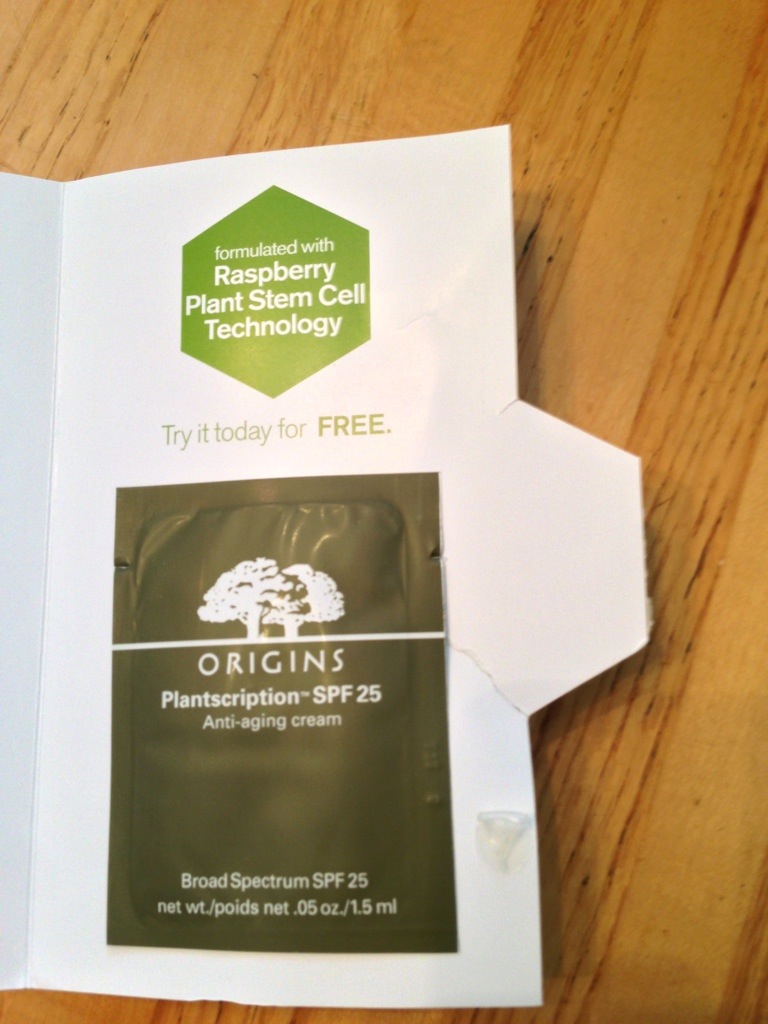 formulated with
Raspberry
Plant Stem Cell
Technology
Try it today for FREE.
ORIGINS
Plantscription™ SPF 25
Anti-aging cream
Broad Spectrum SPF 25
net wt./poids net .05 oz./1.5 ml